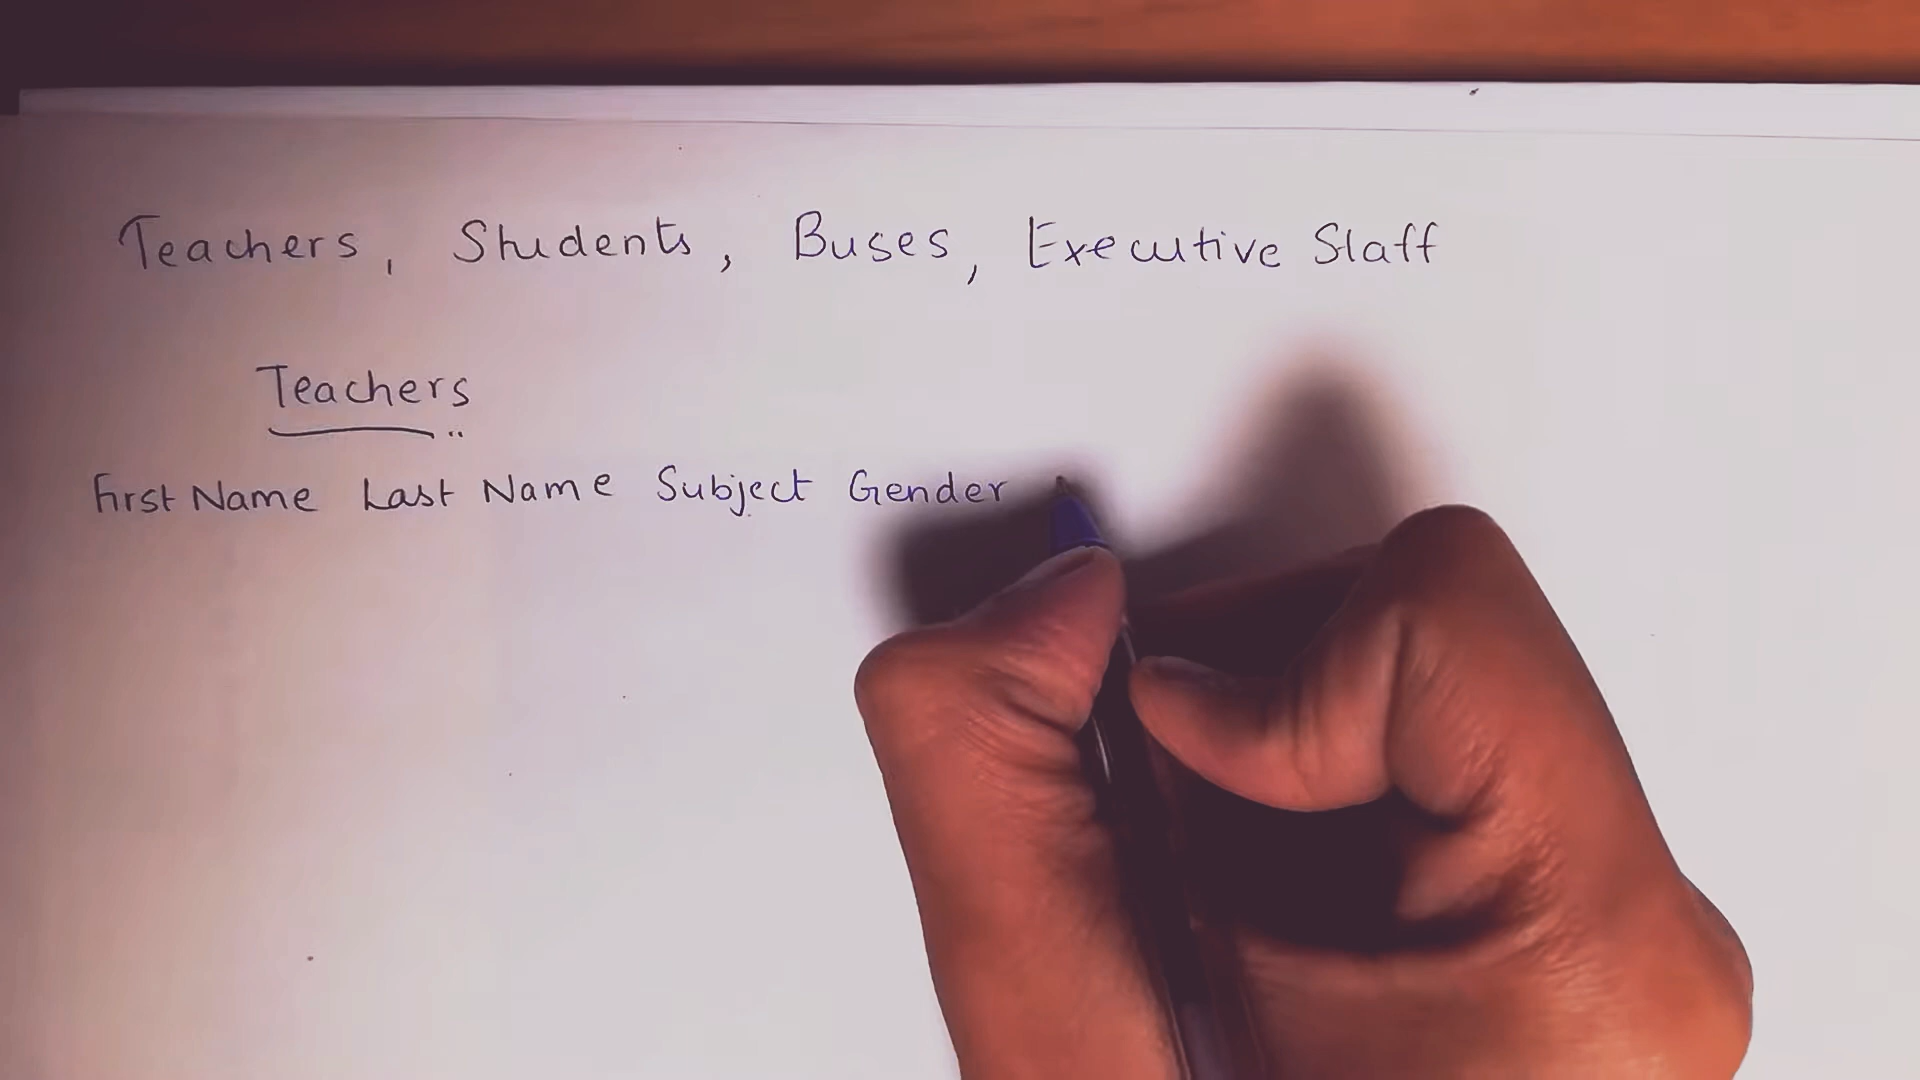 Teachers, Students, Buses, Executive Staff
Teachers
First Name Last Name Subject Gender